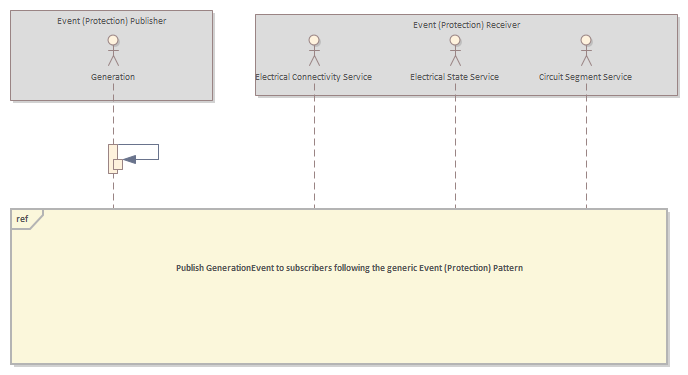 Event (Protection) Publisher
Generation
Event (Protection) Receiver
Electrical Connectivity Service
Electrical State Service
Circuit Segment Service
ref
Publish GenerationEvent to subscribers following the generic Event (Protection) Pattern